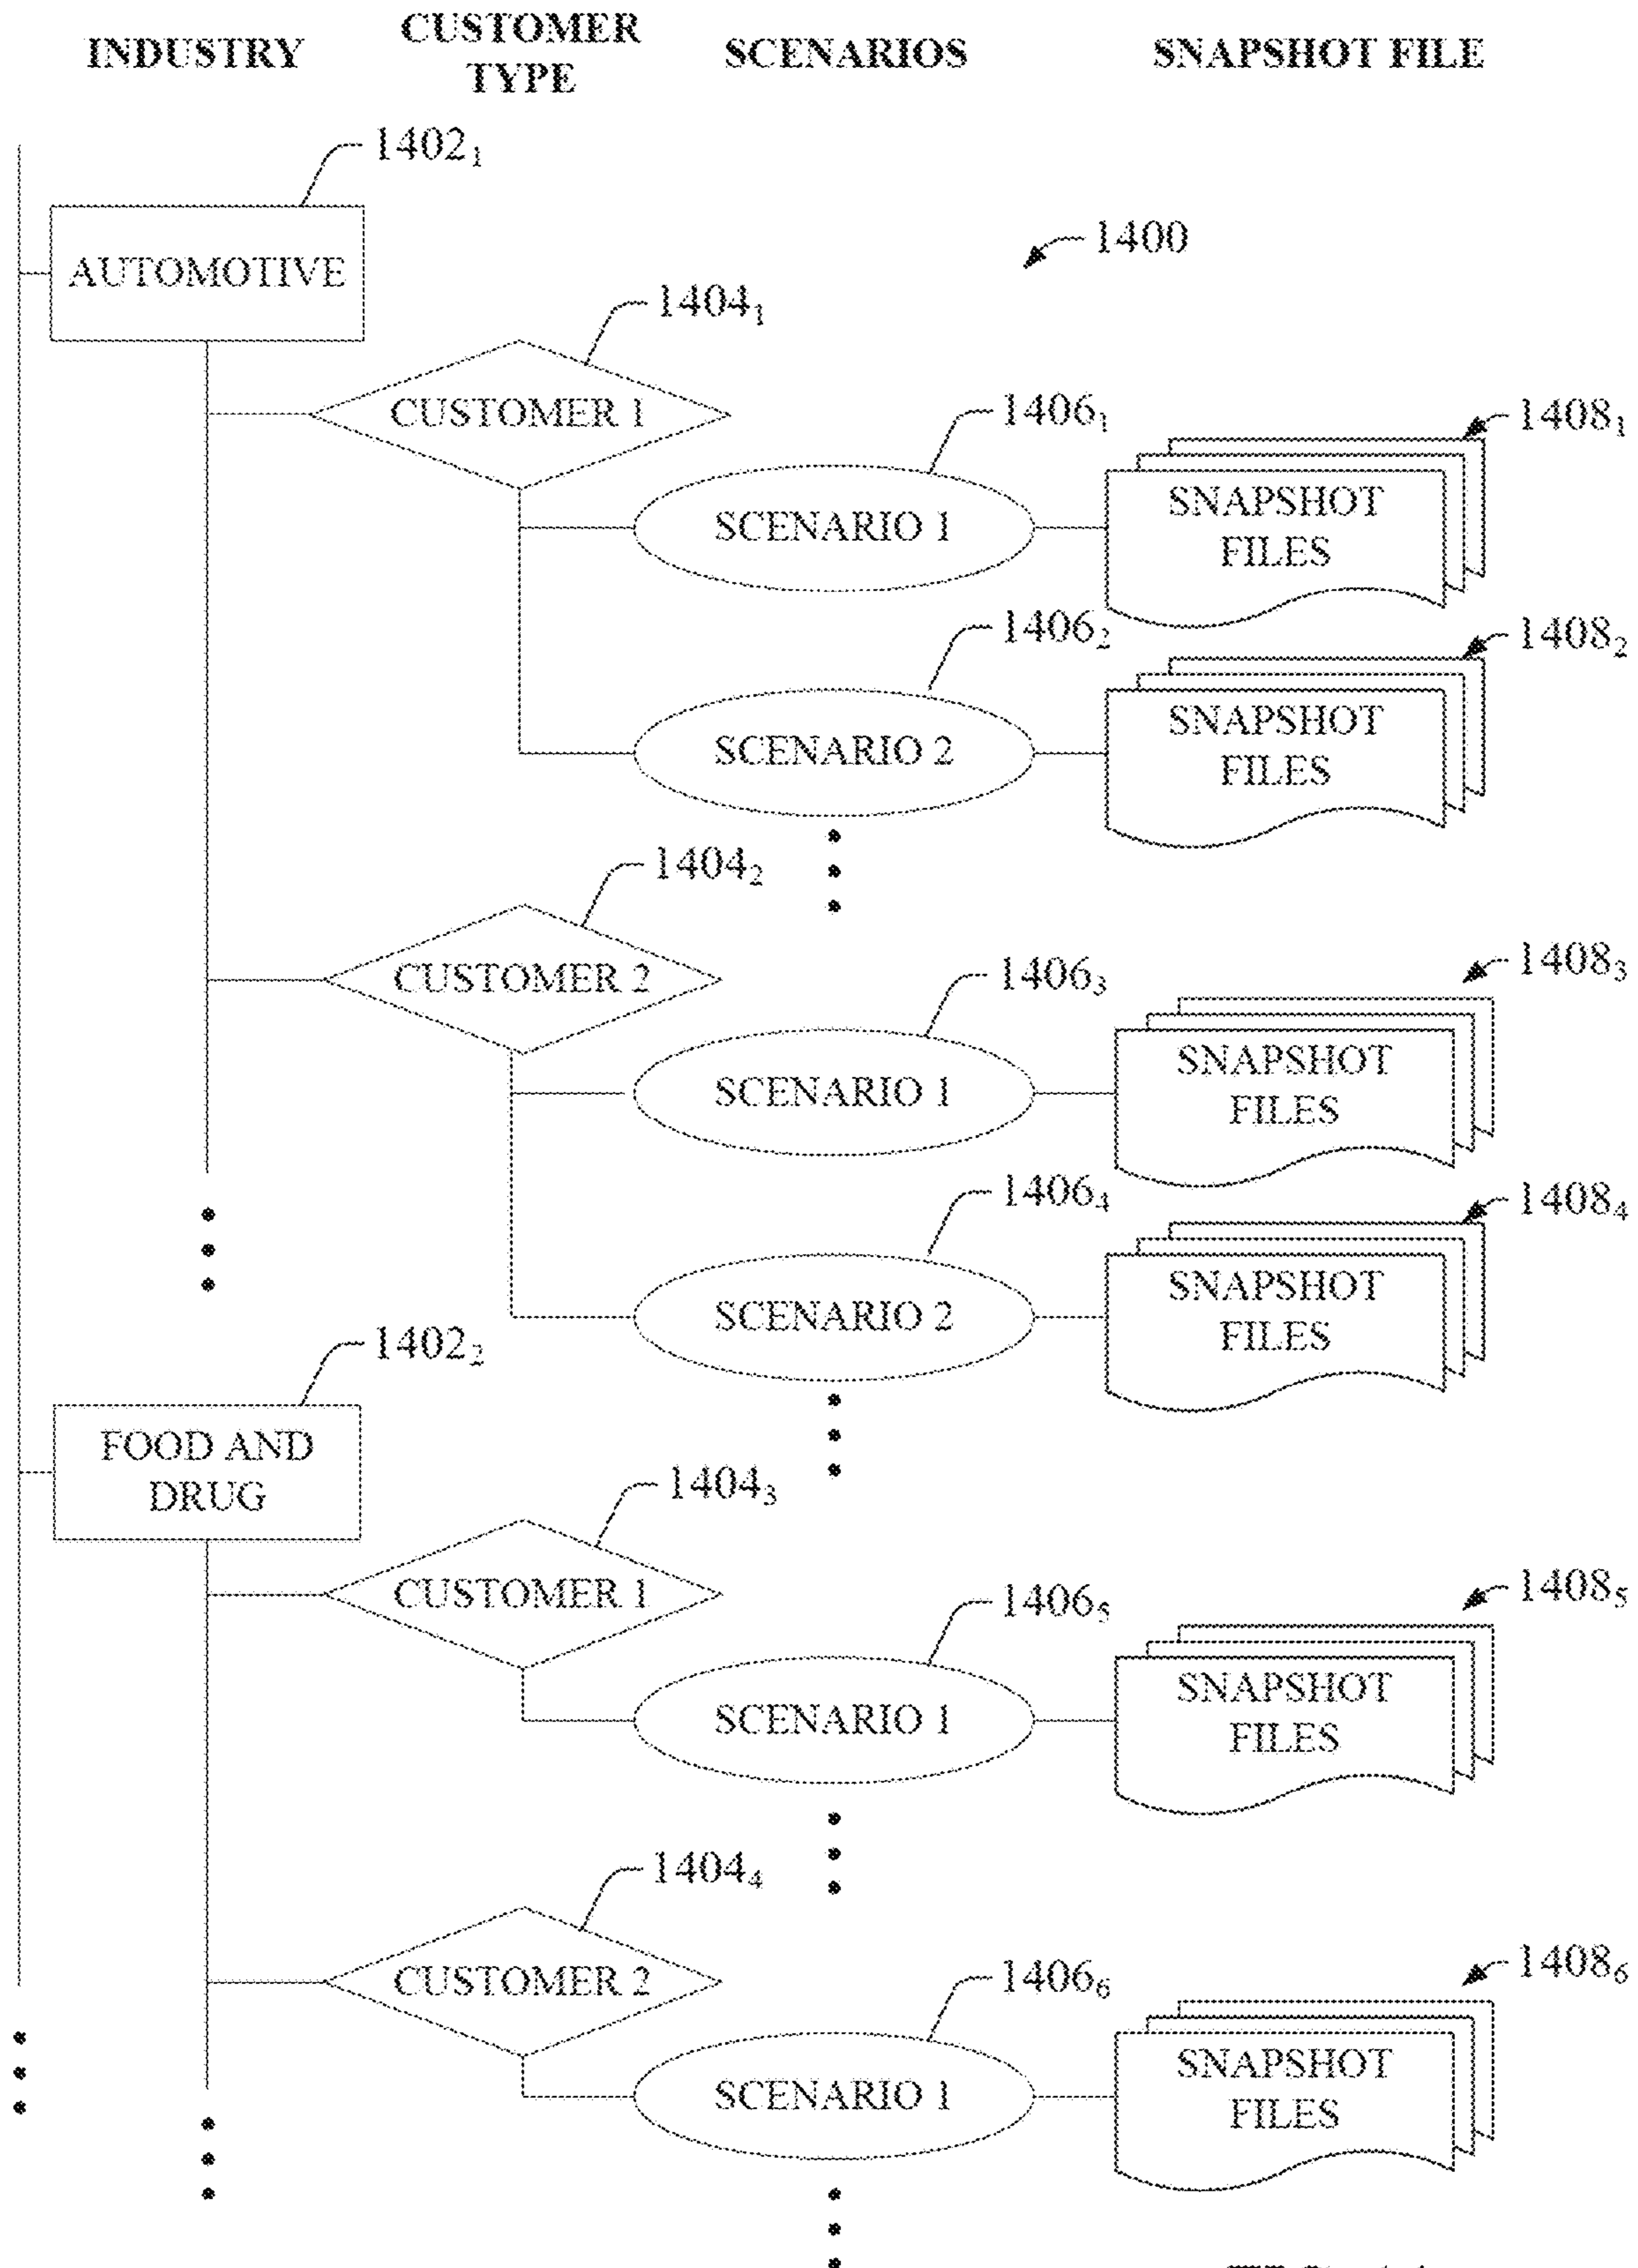 INDUSTRY
CUSTOMER
TYPE
SCENARIOS
SNAPSHOT FILE
1402₁
AUTOMOTIVE
1400
1404₁
CUSTOMER 1
1406₁
1408₁
SCENARIO 1
SNAPSHOT
FILES
1406₂
1408₂
SCENARIO 2
SNAPSHOT
FILES
1404₂
CUSTOMER 2
1406₃
1408₃
SCENARIO 1
SNAPSHOT
FILES
1406₄
1408₄
SCENARIO 2
SNAPSHOT
FILES
1402₂
FOOD AND
DRUG
1404₃
CUSTOMER 1
1406₅
1408₅
SCENARIO 1
SNAPSHOT
FILES
1404₄
CUSTOMER 2
1406₆
1408₆
SCENARIO 1
SNAPSHOT
FILES